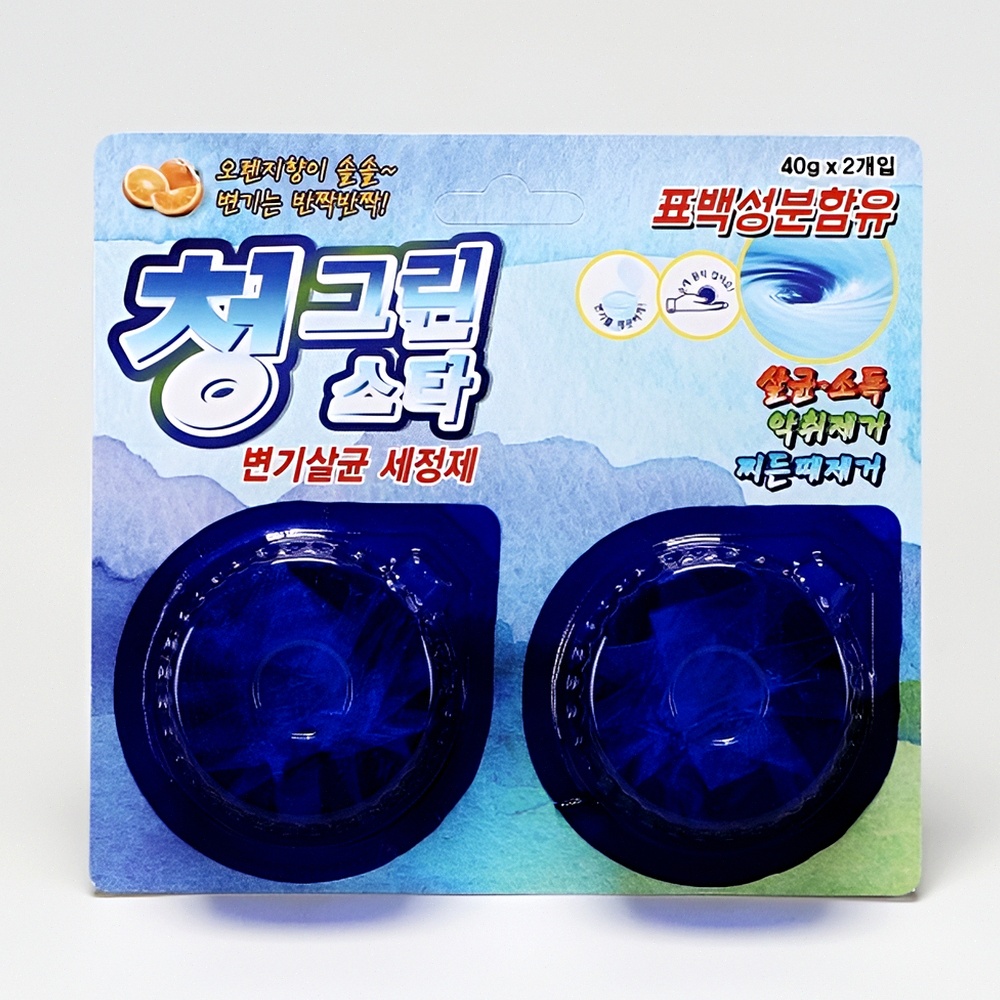 오렌지향이 솔솔~
변기는 반짝반짝!
40g x 2개입
표백성분함유
청그린
스타
변기살균 세정제
살균·소독
악취제거
찌든때제거